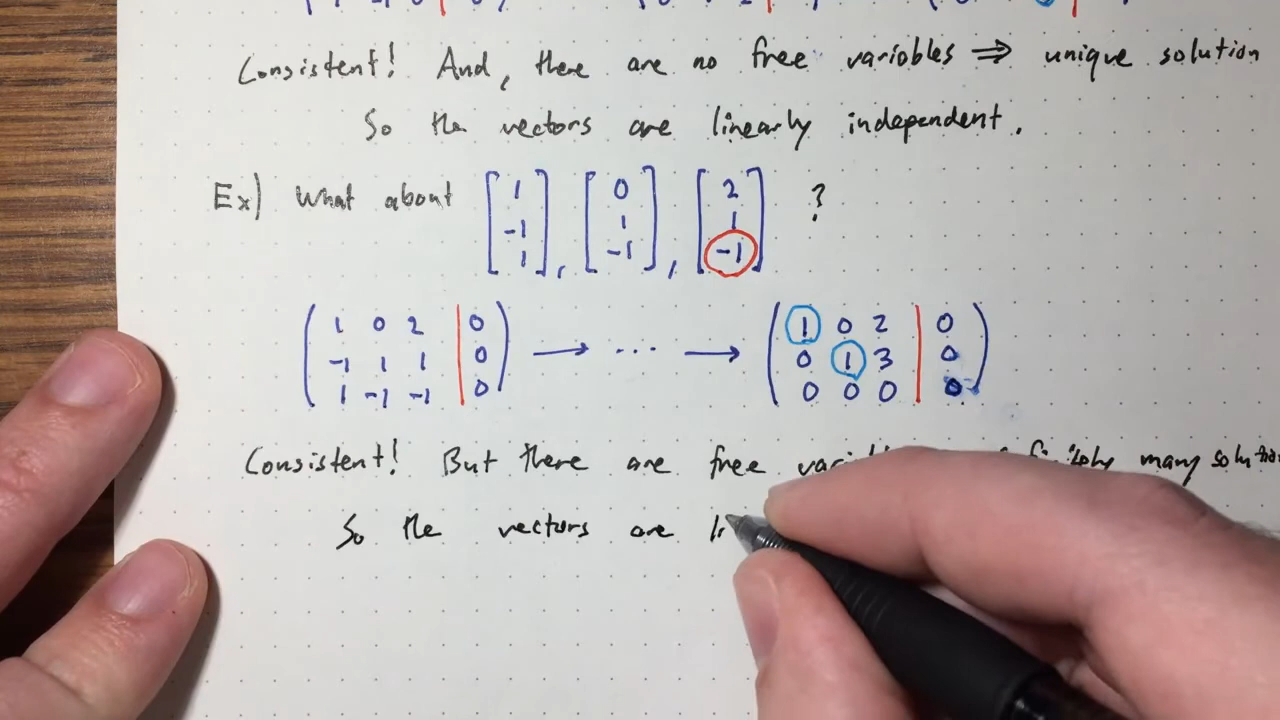 Consistent! And, there are no free variables ⇒ unique solution
So the vectors are linearly independent.
Ex) What about [1 -1 1], [0 1 -1], [2 1 -1] ?
( 1 0 2 | 0 ) → ... → ( 1 0 2 | 0 )
( -1 1 1 | 0 ) ( 0 1 3 | 0 )
( 1 -1 -1 | 0 ) ( 0 0 0 | 0 )
Consistent! But there are free many
So the vectors are